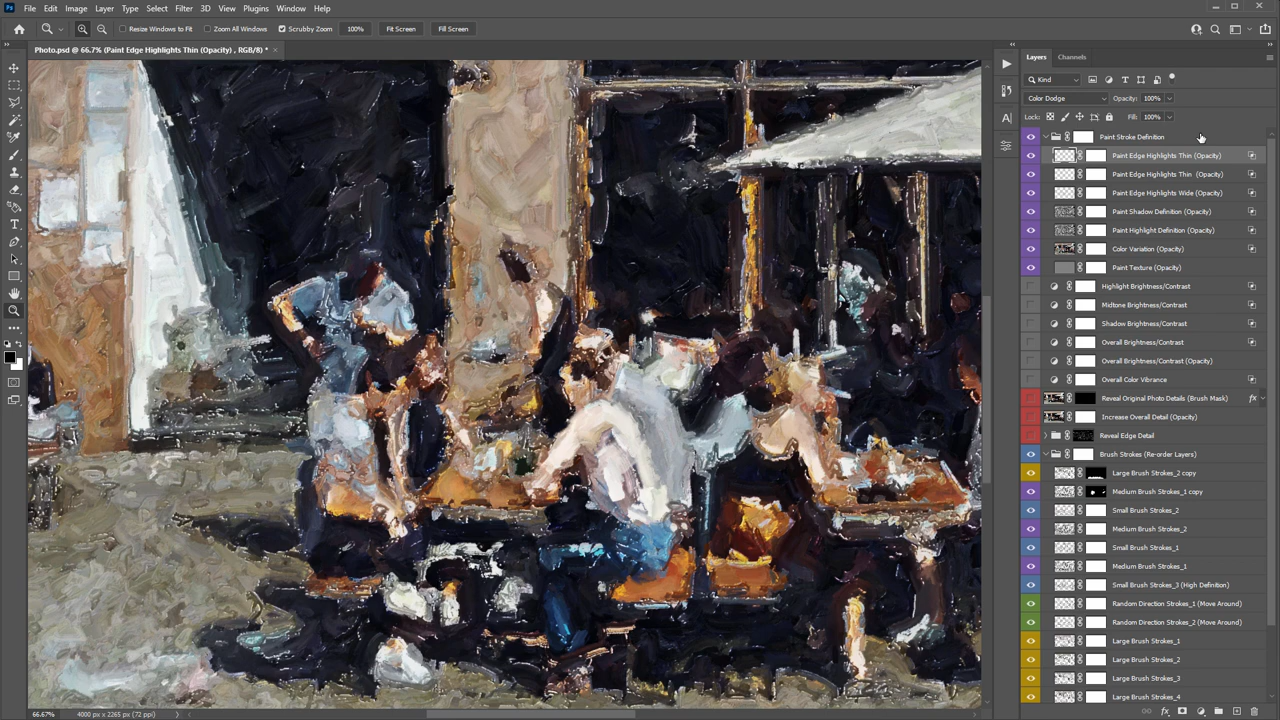 Ps File Edit Image Layer Type Select Filter 3D View Plugins Window Help
Resize Windows to Fit Zoom All Windows Scrubby Zoom 100% Fit Screen Fill Screen
Photo.psd @ 66.7% (Paint Edge Highlights Thin (Opacity) , RGB/8) * ×
Layers Channels
Kind
Color Dodge Opacity: 100%
Lock: Fill: 100%
Paint Stroke Definition
Paint Edge Highlights Thin (Opacity)
Paint Edge Highlights Thin (Opacity)
Paint Edge Highlights Wide (Opacity)
Paint Shadow Definition (Opacity)
Paint Highlight Definition (Opacity)
Color Variation (Opacity)
Paint Texture (Opacity)
Highlight Brightness/Contrast
Midtone Brightness/Contrast
Shadow Brightness/Contrast
Overall Brightness/Contrast
Overall Brightness/Contrast (Opacity)
Overall Color Vibrance
Reveal Original Photo Details (Brush Mask) fx
Increase Overall Detail (Opacity)
Reveal Edge Detail
Brush Strokes (Re-order Layers)
Large Brush Strokes_2 copy
Medium Brush Strokes_1 copy
Small Brush Strokes_2
Medium Brush Strokes_2
Small Brush Strokes_1
Medium Brush Strokes_1
Small Brush Strokes_3 (High Definition)
Random Direction Strokes_1 (Move Around)
Random Direction Strokes_2 (Move Around)
Large Brush Strokes_1
Large Brush Strokes_2
Large Brush Strokes_3
Large Brush Strokes_4
66.67% 4000 px x 2265 px (72 ppi)